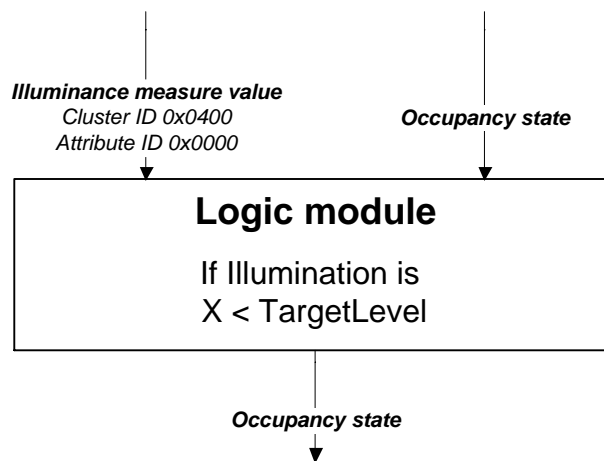 Illuminance measure value
Cluster ID 0x0400
Attribute ID 0x0000
Occupancy state
Logic module
If Illumination is
X < TargetLevel
Occupancy state